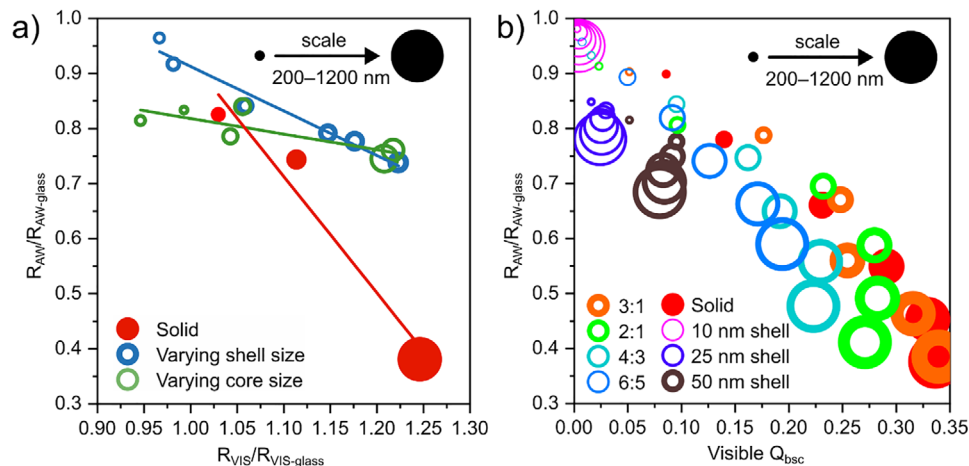 a)
R_AW/R_AW-glass
1.0
0.9
0.8
0.7
0.6
0.5
0.4
0.3
scale
200–1200 nm
Solid
Varying shell size
Varying core size
0.90 0.95 1.00 1.05 1.10 1.15 1.20 1.25 1.30
R_VIS/R_VIS-glass
b)
R_AW/R_AW-glass
1.0
0.9
0.8
0.7
0.6
0.5
0.4
0.3
scale
200–1200 nm
3:1 Solid
2:1 10 nm shell
4:3 25 nm shell
6:5 50 nm shell
0.00 0.05 0.10 0.15 0.20 0.25 0.30 0.35
Visible Q_bsc